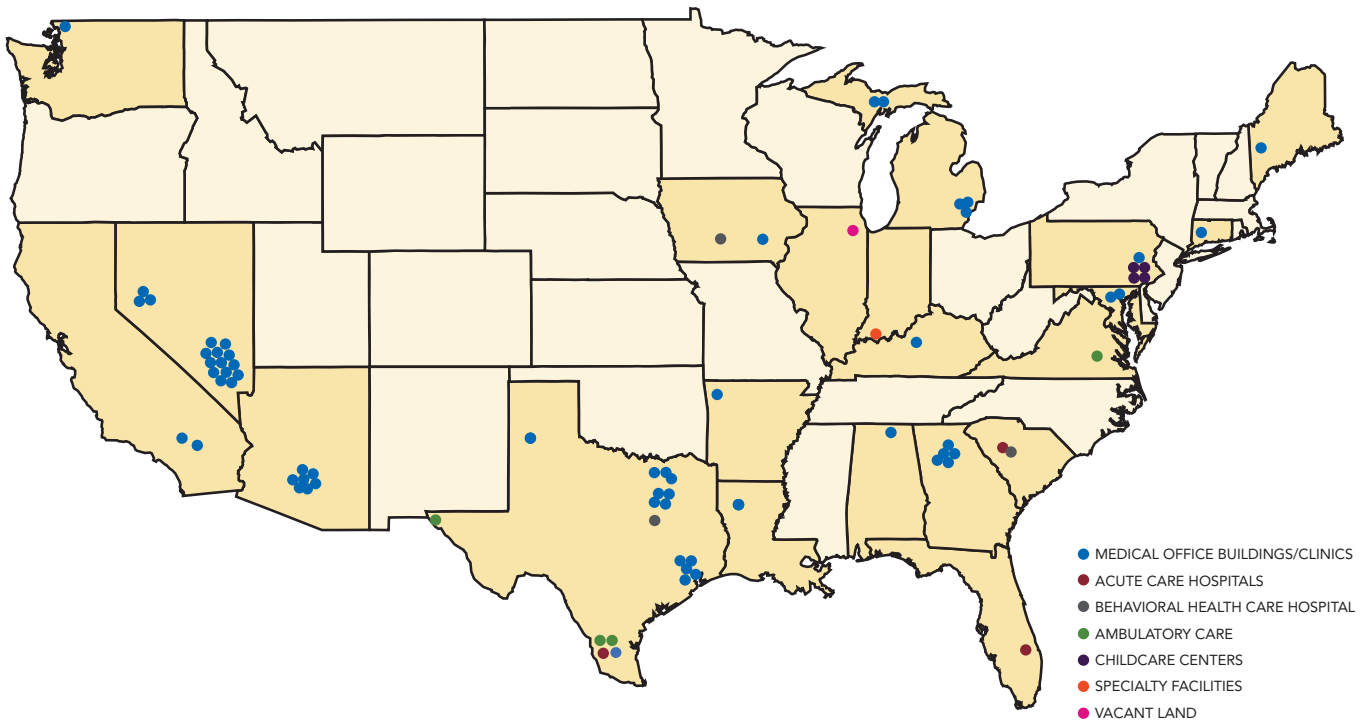 MEDICAL OFFICE BUILDINGS/CLINICS
ACUTE CARE HOSPITALS
BEHAVIORAL HEALTH CARE HOSPITAL
AMBULATORY CARE
CHILDCARE CENTERS
SPECIALTY FACILITIES
VACANT LAND